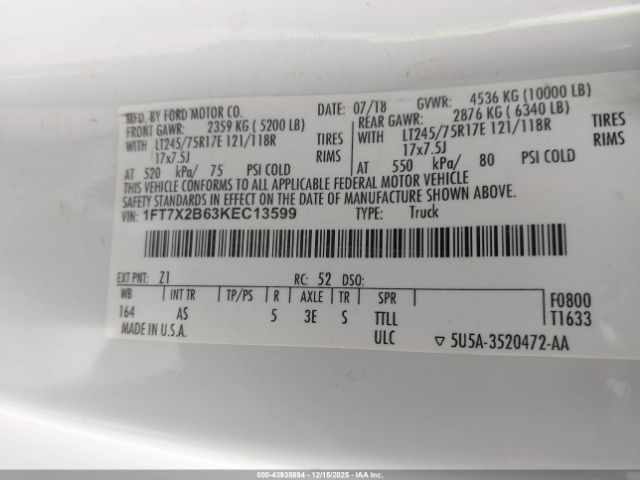 MFD. BY FORD MOTOR CO. DATE: 07/18 GVWR: 4536 KG (10000 LB)
FRONT GAWR: 2359 KG ( 5200 LB) REAR GAWR: 2876 KG ( 6340 LB)
WITH LT245/75R17E 121/118R TIRES WITH LT245/75R17E 121/118R TIRES
17x7.5J RIMS 17x7.5J RIMS
AT 520 kPa/ 75 PSI COLD AT 550 kPa/ 80 PSI COLD
THIS VEHICLE CONFORMS TO ALL APPLICABLE FEDERAL MOTOR VEHICLE
SAFETY STANDARDS IN EFFECT ON THE DATE OF MANUFACTURE SHOWN ABOVE.
VIN: 1FT7X2B63KEC13599 TYPE: Truck
EXT PNT: Z1 RC: 52 DSO:
WB INT TR TP/PS R AXLE TR SPR F0800
164 AS 5 3E S TTLL T1633
MADE IN U.S.A. ULC ▽ 5U5A-3520472-AA
000-43935894 | 12/15/2025 - IAAI.COM